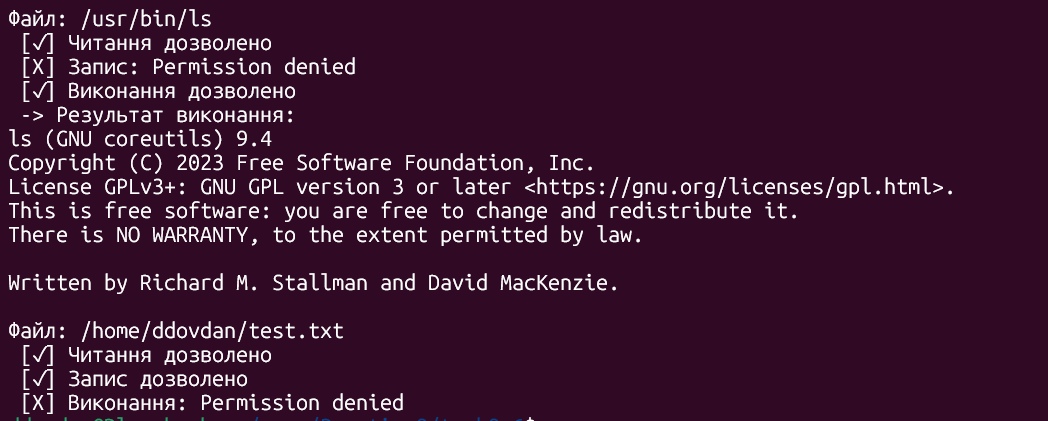 Файл: /usr/bin/ls
[✓] Читання дозволено
[X] Запис: Permission denied
[✓] Виконання дозволено
-> Результат виконання:
ls (GNU coreutils) 9.4
Copyright (C) 2023 Free Software Foundation, Inc.
License GPLv3+: GNU GPL version 3 or later <https://gnu.org/licenses/gpl.html>.
This is free software: you are free to change and redistribute it.
There is NO WARRANTY, to the extent permitted by law.
Written by Richard M. Stallman and David MacKenzie.
Файл: /home/ddovdan/test.txt
[✓] Читання дозволено
[✓] Запис дозволено
[X] Виконання: Permission denied